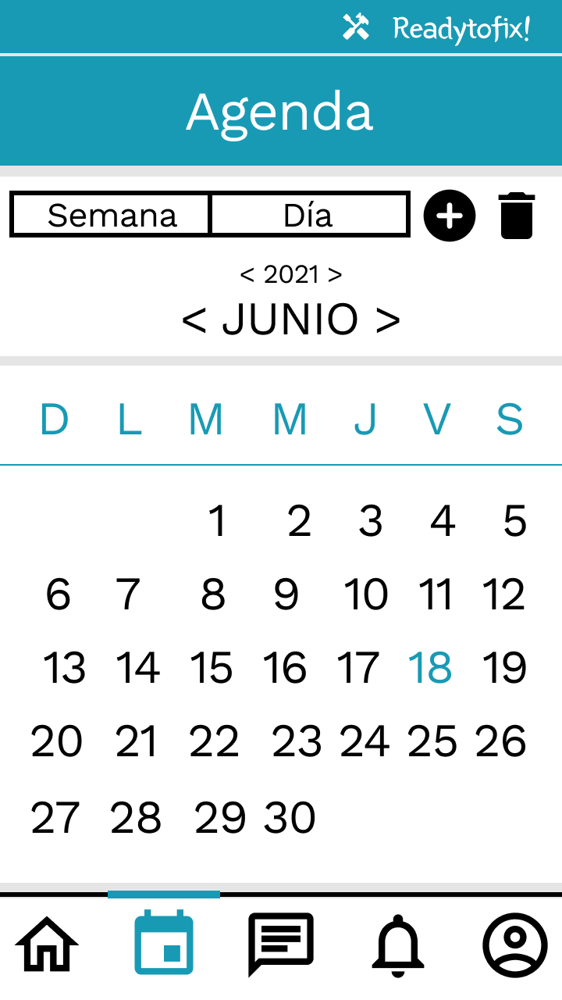 Readytofix!
Agenda
Semana Día
< 2021 >
< JUNIO >
D L M M J V S
1 2 3 4 5
6 7 8 9 10 11 12
13 14 15 16 17 18 19
20 21 22 23 24 25 26
27 28 29 30